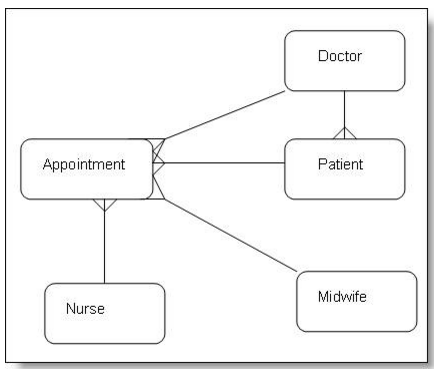 Doctor
Appointment
Patient
Nurse
Midwife